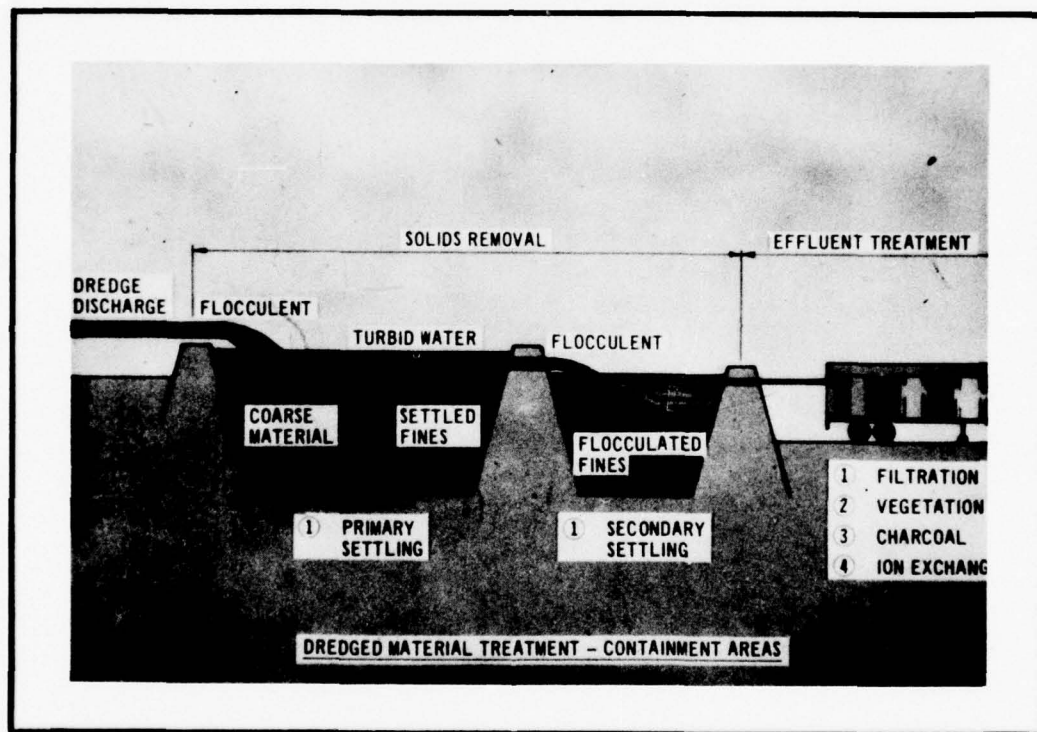 SOLIDS REMOVAL
EFFLUENT TREATMENT
DREDGE
DISCHARGE
FLOCCULENT
TURBID WATER
FLOCCULENT
COARSE
MATERIAL
SETTLED
FINES
FLOCCULATED
FINES
1 PRIMARY
SETTLING
1 SECONDARY
SETTLING
1 FILTRATION
2 VEGETATION
3 CHARCOAL
4 ION EXCHANG
DREDGED MATERIAL TREATMENT – CONTAINMENT AREAS